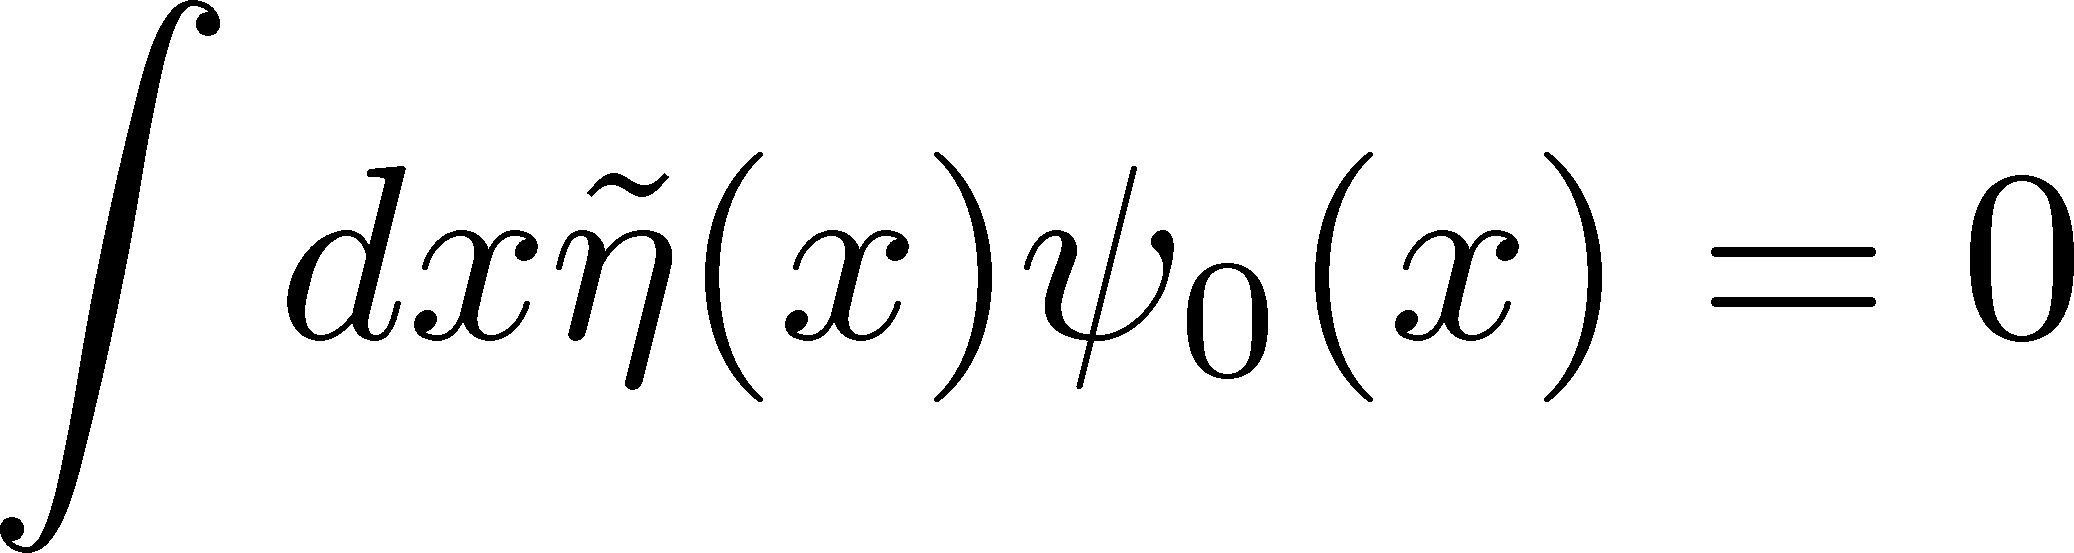 ∫ dx η̃(x)ψ₀(x) = 0